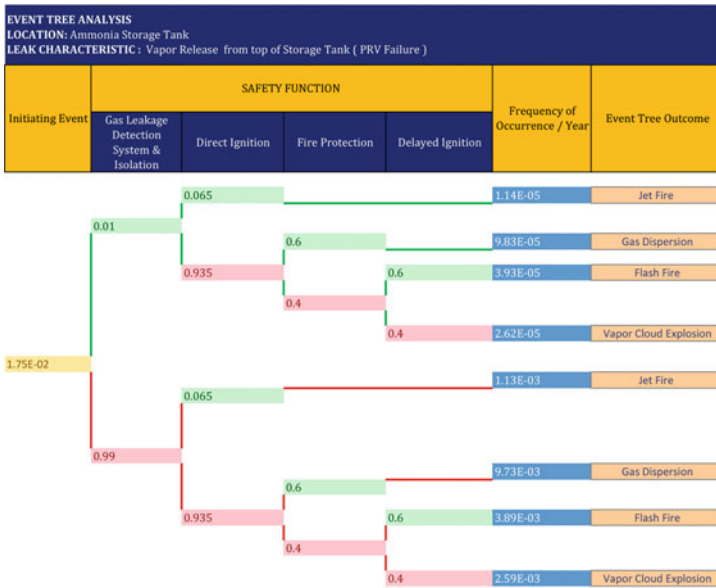 EVENT TREE ANALYSIS
LOCATION: Ammonia Storage Tank
LEAK CHARACTERISTIC : Vapor Release from top of Storage Tank ( PRV Failure )
Initiating Event
SAFETY FUNCTION
Gas Leakage
Detection
System &
Isolation
Direct Ignition
Fire Protection
Delayed Ignition
Frequency of
Occurrence / Year
Event Tree Outcome
0.065
1.14E-05
Jet Fire
0.01
0.6
9.83E-05
Gas Dispersion
0.935
0.6
3.93E-05
Flash Fire
0.4
0.4
2.62E-05
Vapor Cloud Explosion
1.75E-02
0.065
1.13E-03
Jet Fire
0.99
0.6
9.73E-03
Gas Dispersion
0.935
0.6
3.89E-03
Flash Fire
0.4
0.4
2.59E-03
Vapor Cloud Explosion